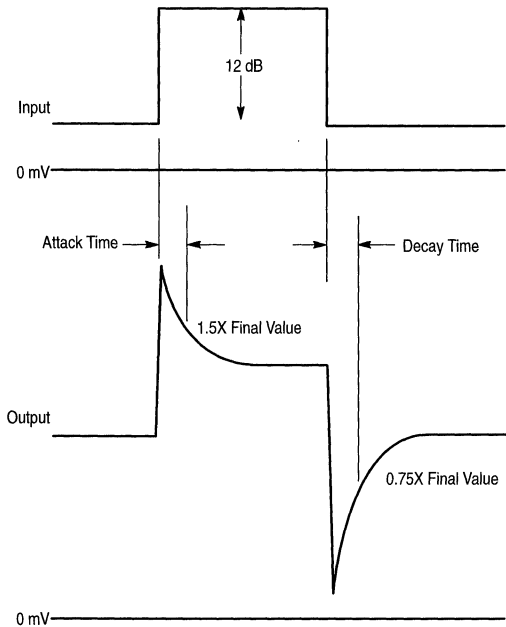 12 dB
Input
0 mV
Attack Time
Decay Time
1.5X Final Value
Output
0.75X Final Value
0 mV